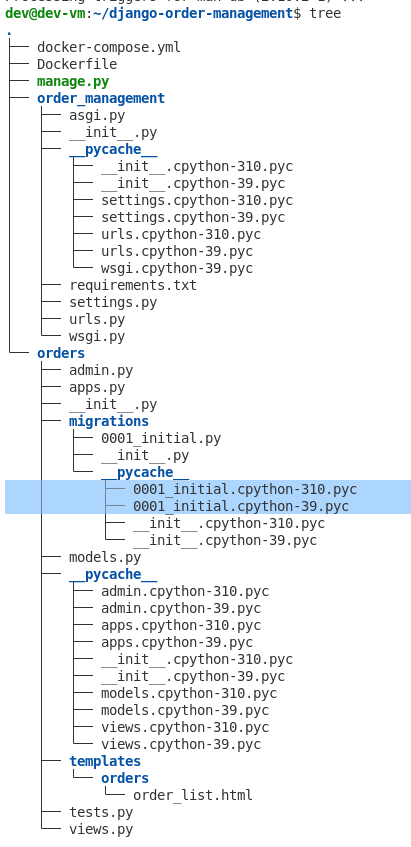 dev@dev-vm:~/django-order-management$ tree
.
├── docker-compose.yml
├── Dockerfile
├── manage.py
├── order_management
│   ├── asgi.py
│   ├── __init__.py
│   ├── __pycache__
│   │   ├── __init__.cpython-310.pyc
│   │   ├── __init__.cpython-39.pyc
│   │   ├── settings.cpython-310.pyc
│   │   ├── settings.cpython-39.pyc
│   │   ├── urls.cpython-310.pyc
│   │   ├── urls.cpython-39.pyc
│   │   └── wsgi.cpython-39.pyc
│   ├── requirements.txt
│   ├── settings.py
│   ├── urls.py
│   └── wsgi.py
└── orders
    ├── admin.py
    ├── apps.py
    ├── __init__.py
    ├── migrations
    │   ├── 0001_initial.py
    │   ├── __init__.py
    │   └── __pycache__
    │       ├── 0001_initial.cpython-310.pyc
    │       ├── 0001_initial.cpython-39.pyc
    │       ├── __init__.cpython-310.pyc
    │       └── __init__.cpython-39.pyc
    ├── models.py
    ├── __pycache__
    │   ├── admin.cpython-310.pyc
    │   ├── admin.cpython-39.pyc
    │   ├── apps.cpython-310.pyc
    │   ├── apps.cpython-39.pyc
    │   ├── __init__.cpython-310.pyc
    │   ├── __init__.cpython-39.pyc
    │   ├── models.cpython-310.pyc
    │   ├── models.cpython-39.pyc
    │   ├── views.cpython-310.pyc
    │   └── views.cpython-39.pyc
    ├── templates
    │   └── orders
    │       └── order_list.html
    ├── tests.py
    └── views.py